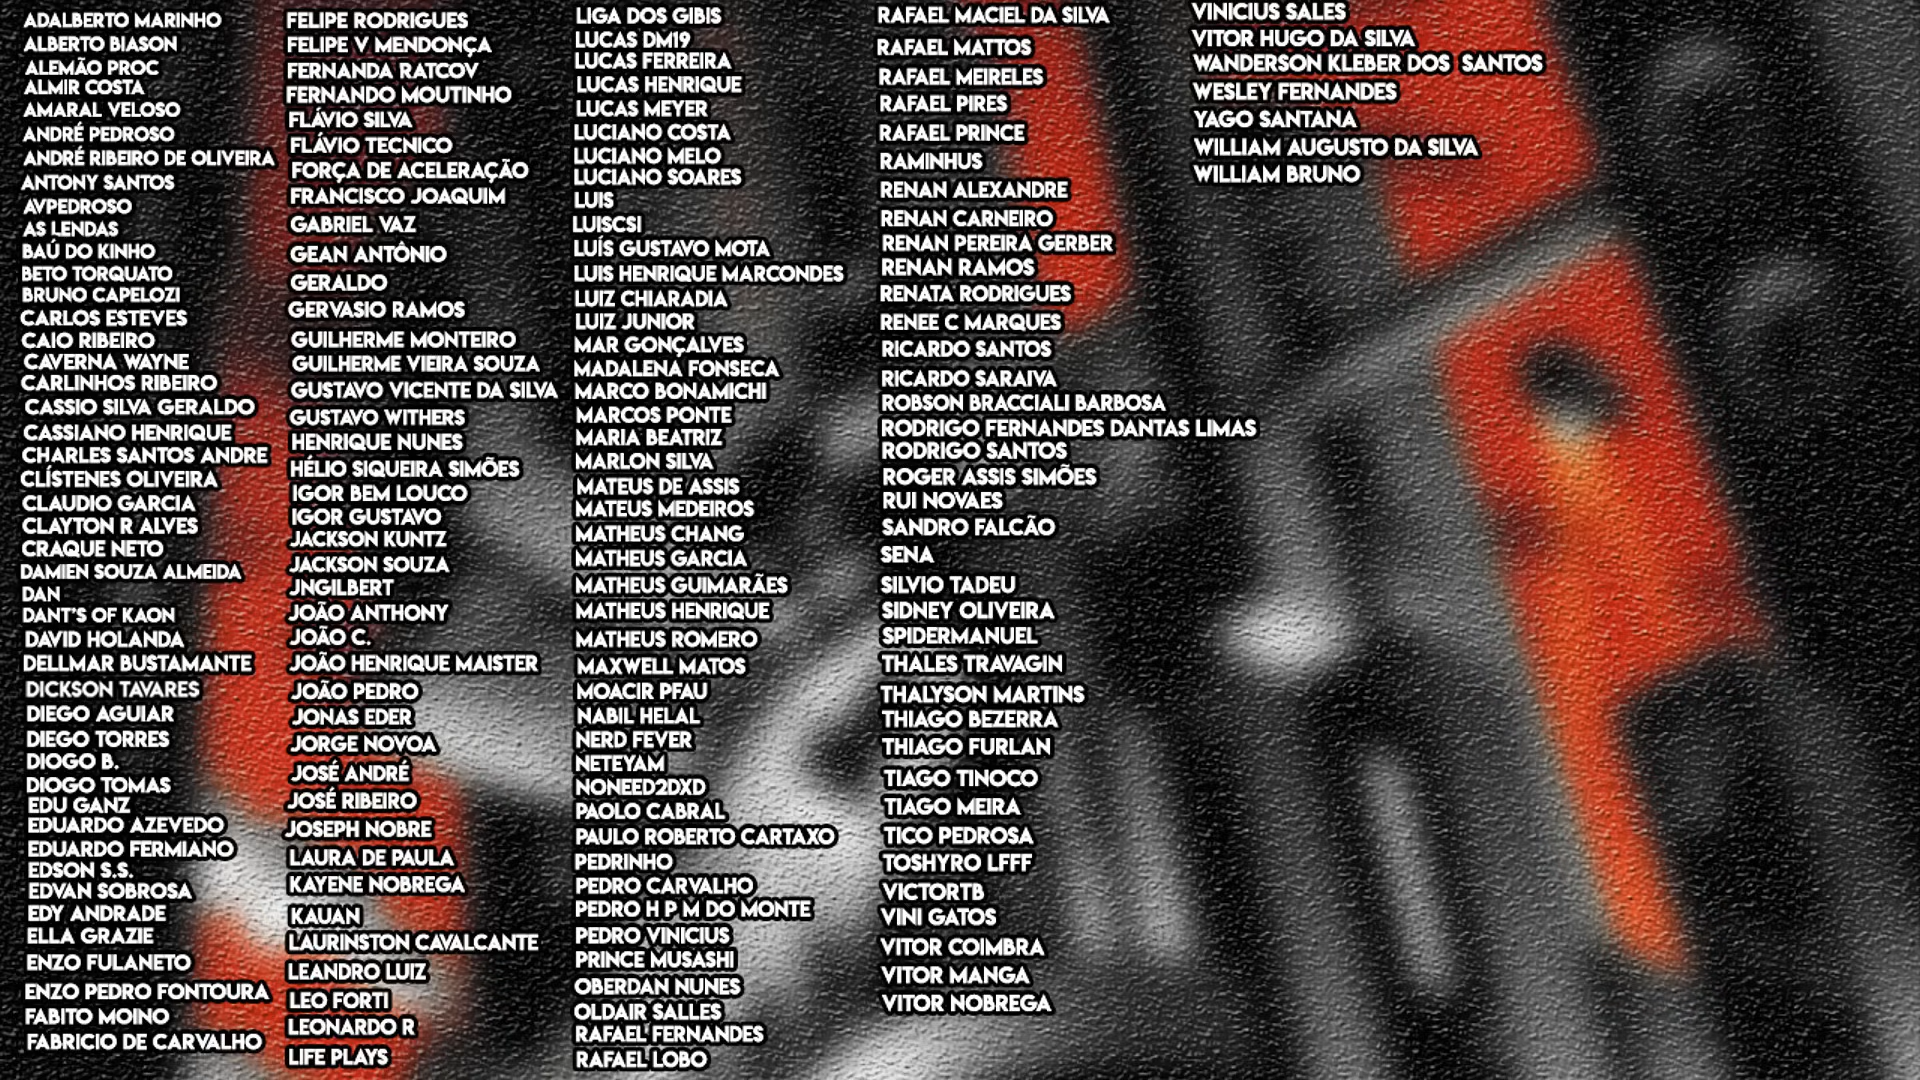 ADALBERTO MARINHO
ALBERTO BIASON
ALEMÃO PROC
ALMIR COSTA
AMARAL VELOSO
ANDRÉ PEDROSO
ANDRÉ RIBEIRO DE OLIVEIRA
ANTONY SANTOS
AVPEDROSO
AS LENDAS
BAÚ DO KINHO
BETO TORQUATO
BRUNO CAPELOZI
CARLOS ESTEVES
CAIO RIBEIRO
CAVERNA WAYNE
CARLINHOS RIBEIRO
CASSIO SILVA GERALDO
CASSIANO HENRIQUE
CHARLES SANTOS ANDRE
CLÍSTENES OLIVEIRA
CLAUDIO GARCIA
CLAYTON R ALVES
CRAQUE NETO
DAMIEN SOUZA ALMEIDA
DAN
DANT'S OF KAON
DAVID HOLANDA
DELLMAR BUSTAMANTE
DICKSON TAVARES
DIEGO AGUIAR
DIEGO TORRES
DIOGO B.
DIOGO TOMAS
EDU GANZ
EDUARDO AZEVEDO
EDUARDO FERMIANO
EDSON S.S.
EDVAN SOBROSA
EDY ANDRADE
ELLA GRAZIE
ENZO FULANETO
ENZO PEDRO FONTOURA
FABITO MOINO
FABRICIO DE CARVALHO
FELIPE RODRIGUES
FELIPE V MENDONÇA
FERNANDA RATCOV
FERNANDO MOUTINHO
FLÁVIO SILVA
FLÁVIO TECNICO
FORÇA DE ACELERAÇÃO
FRANCISCO JOAQUIM
GABRIEL VAZ
GEAN ANTÔNIO
GERALDO
GERVASIO RAMOS
GUILHERME MONTEIRO
GUILHERME VIEIRA SOUZA
GUSTAVO VICENTE DA SILVA
GUSTAVO WITHERS
HENRIQUE NUNES
HÉLIO SIQUEIRA SIMÕES
IGOR BEM LOUCO
IGOR GUSTAVO
JACKSON KUNTZ
JACKSON SOUZA
JNGILBERT
JOÃO ANTHONY
JOÃO C.
JOÃO HENRIQUE MAISTER
JOÃO PEDRO
JONAS EDER
JORGE NOVOA
JOSÉ ANDRÉ
JOSÉ RIBEIRO
JOSEPH NOBRE
LAURA DE PAULA
KAYENE NOBREGA
KAUAN
LAURINSTON CAVALCANTE
LEANDRO LUIZ
LEO FORTI
LEONARDO R
LIFE PLAYS
LIGA DOS GIBIS
LUCAS DM19
LUCAS FERREIRA
LUCAS HENRIQUE
LUCAS MEYER
LUCIANO COSTA
LUCIANO MELO
LUCIANO SOARES
LUIS
LUISCSI
LUÍS GUSTAVO MOTA
LUIS HENRIQUE MARCONDES
LUIZ CHIARADIA
LUIZ JUNIOR
MAR GONÇALVES
MADALENA FONSECA
MARCO BONAMICHI
MARCOS PONTE
MARIA BEATRIZ
MARLON SILVA
MATEUS DE ASSIS
MATEUS MEDEIROS
MATHEUS CHANG
MATHEUS GARCIA
MATHEUS GUIMARÃES
MATHEUS HENRIQUE
MATHEUS ROMERO
MAXWELL MATOS
MOACIR PFAU
NABIL HELAL
NERD FEVER
NETEYAM
NONEED2DXD
PAOLO CABRAL
PAULO ROBERTO CARTAXO
PEDRINHO
PEDRO CARVALHO
PEDRO H P M DO MONTE
PEDRO VINICIUS
PRINCE MUSASHI
OBERDAN NUNES
OLDAIR SALLES
RAFAEL FERNANDES
RAFAEL LOBO
RAFAEL MACIEL DA SILVA
RAFAEL MATTOS
RAFAEL MEIRELES
RAFAEL PIRES
RAFAEL PRINCE
RAMINHUS
RENAN ALEXANDRE
RENAN CARNEIRO
RENAN PEREIRA GERBER
RENAN RAMOS
RENATA RODRIGUES
RENEE C MARQUES
RICARDO SANTOS
RICARDO SARAIVA
ROBSON BRACCIALI BARBOSA
RODRIGO FERNANDES DANTAS LIMAS
RODRIGO SANTOS
ROGER ASSIS SIMÕES
RUI NOVAES
SANDRO FALCÃO
SENA
SILVIO TADEU
SIDNEY OLIVEIRA
SPIDERMANUEL
THALES TRAVAGIN
THALYSON MARTINS
THIAGO BEZERRA
THIAGO FURLAN
TIAGO TINOCO
TIAGO MEIRA
TICO PEDROSA
TOSHYRO LFFF
VICTORTB
VINI GATOS
VITOR COIMBRA
VITOR MANGA
VITOR NOBREGA
VINICIUS SALES
VITOR HUGO DA SILVA
WANDERSON KLEBER DOS SANTOS
WESLEY FERNANDES
YAGO SANTANA
WILLIAM AUGUSTO DA SILVA
WILLIAM BRUNO